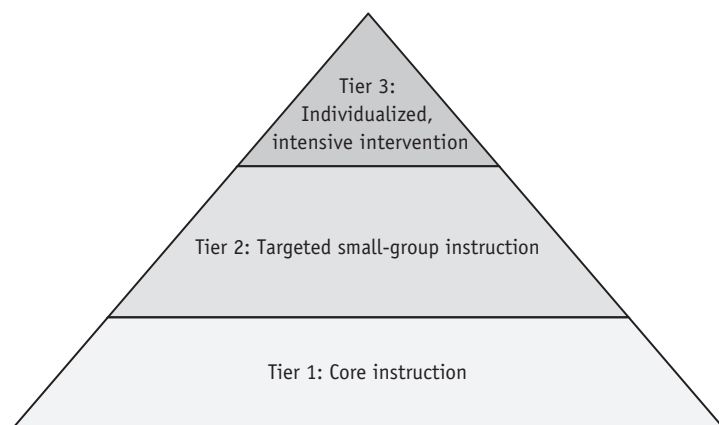 Tier 3:
Individualized,
intensive intervention
Tier 2: Targeted small-group instruction
Tier 1: Core instruction